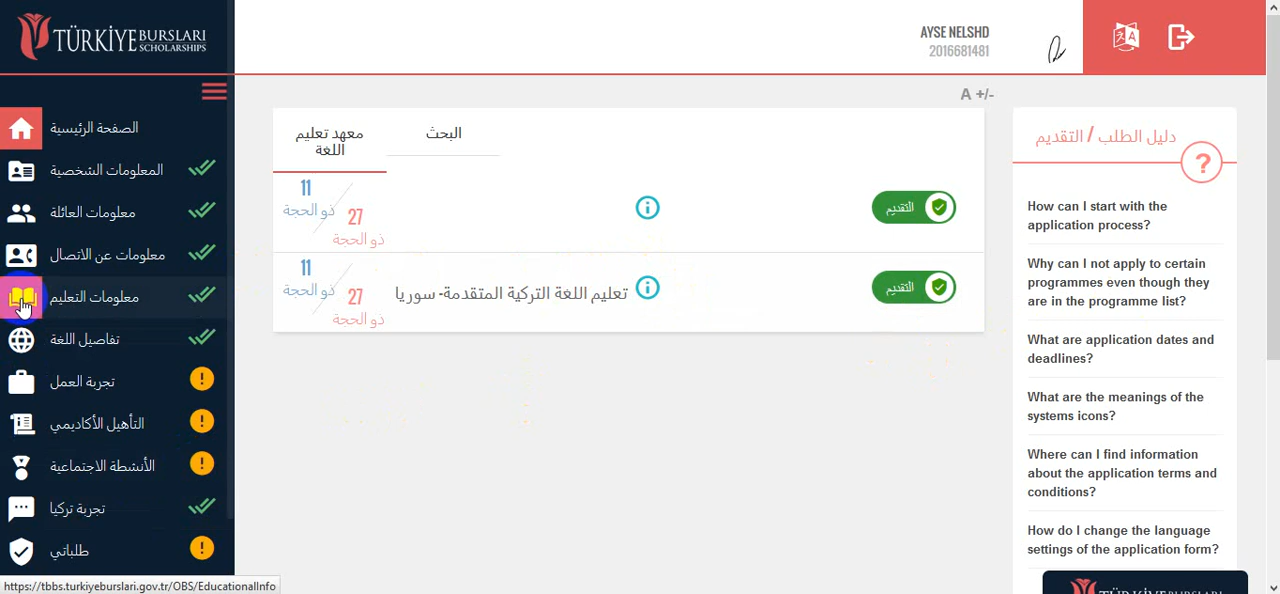 TÜRKİYE BURSLARI
SCHOLARSHIPS
AYSE NELSHD
2016681481
A +/-
الصفحة الرئيسية
المعلومات الشخصية
معلومات العائلة
معلومات عن الاتصال
معلومات التعليم
تفاصيل اللغة
تجربة العمل
التأهيل الأكاديمي
الأنشطة الاجتماعية
تجربة تركيا
طلباتي
معهد تعليم
اللغة
البحث
11
ذو الحجة
27
ذو الحجة
التقديم
11
ذو الحجة
27
ذو الحجة
تعليم اللغة التركية المتقدمة- سوريا
التقديم
دليل الطلب / التقديم
?
How can I start with the
application process?
Why can I not apply to certain
programmes even though they
are in the programme list?
What are application dates and
deadlines?
What are the meanings of the
systems icons?
Where can I find information
about the application terms and
conditions?
How do I change the language
settings of the application form?
TÜRKİYE BURSLARI
https://tbbs.turkiyeburslari.gov.tr/OBS/EducationalInfo